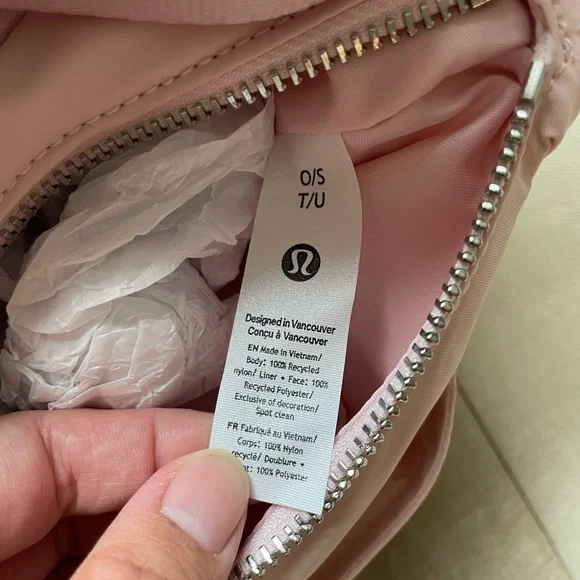 O/S
T/U
Designed in Vancouver
Conçu à Vancouver
EN Made in Vietnam/
Body: 100% Recycled
nylon/ Liner + Face: 100%
Recycled Polyester/
Exclusive of decoration/
Spot clean
FR Fabriqué au Vietnam/
Corps: 100% Nylon
recyclé/ Doublure +
: 100% Polyester